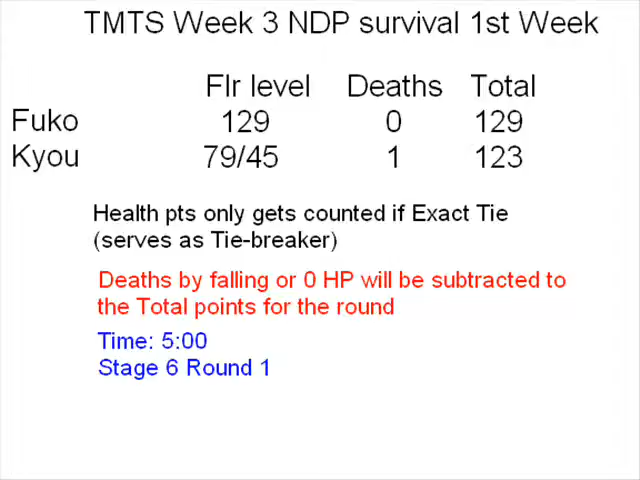 TMTS Week 3 NDP survival 1st Week
Flr level Deaths Total
Fuko 129 0 129
Kyou 79/45 1 123
Health pts only gets counted if Exact Tie
(serves as Tie-breaker)
Deaths by falling or 0 HP will be subtracted to
the Total points for the round
Time: 5:00
Stage 6 Round 1